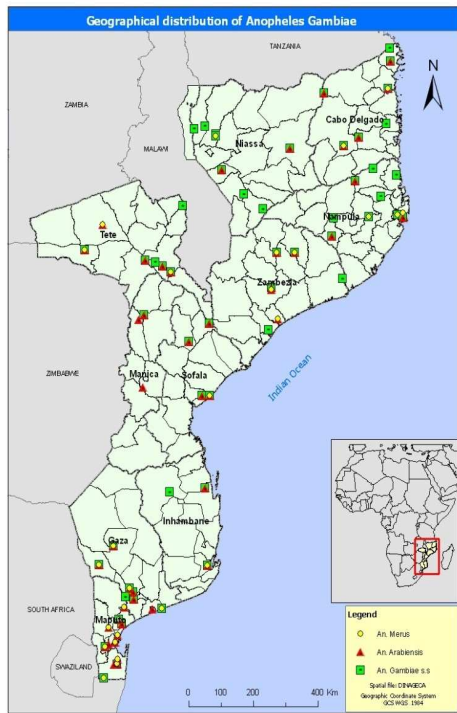 Geographical distribution of Anopheles Gambiae
TANZANIA
N
ZAMBIA
Cabo Delgado
MALAWI
Niassa
Nampula
Tete
Zambezia
ZIMBABWE
Manica
Sofala
Indian Ocean
Inhambane
Gaza
SOUTH AFRICA
Maputo
SWAZILAND
Legend
An. Merus
An. Arabiensis
An. Gambiae s.s
Spatial file: DINAGECA
Geographic Coordinate System
GCS WGS 1984
0 100 200 400 Km